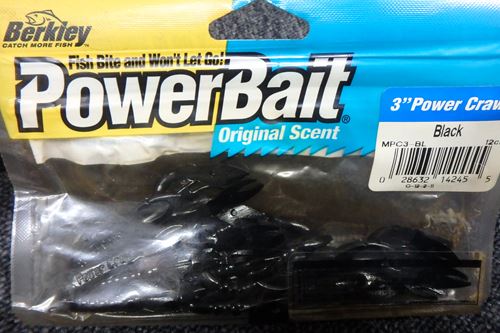 Berkley
CATCH MORE FISH
Fish Bite and Won't Let Go!
PowerBait®
Original Scent
3" Power Craw
Black
MPC3-BL 12c
0 28632 14245 5